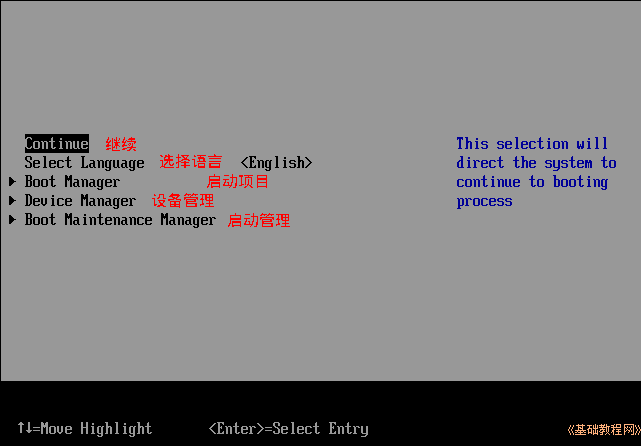 Continue 继续 This selection will
Select Language 选择语言 <English> direct the system to
Boot Manager 启动项目 continue to booting
Device Manager 设备管理 process
Boot Maintenance Manager 启动管理
↑↓=Move Highlight <Enter>=Select Entry 《基础教程网》